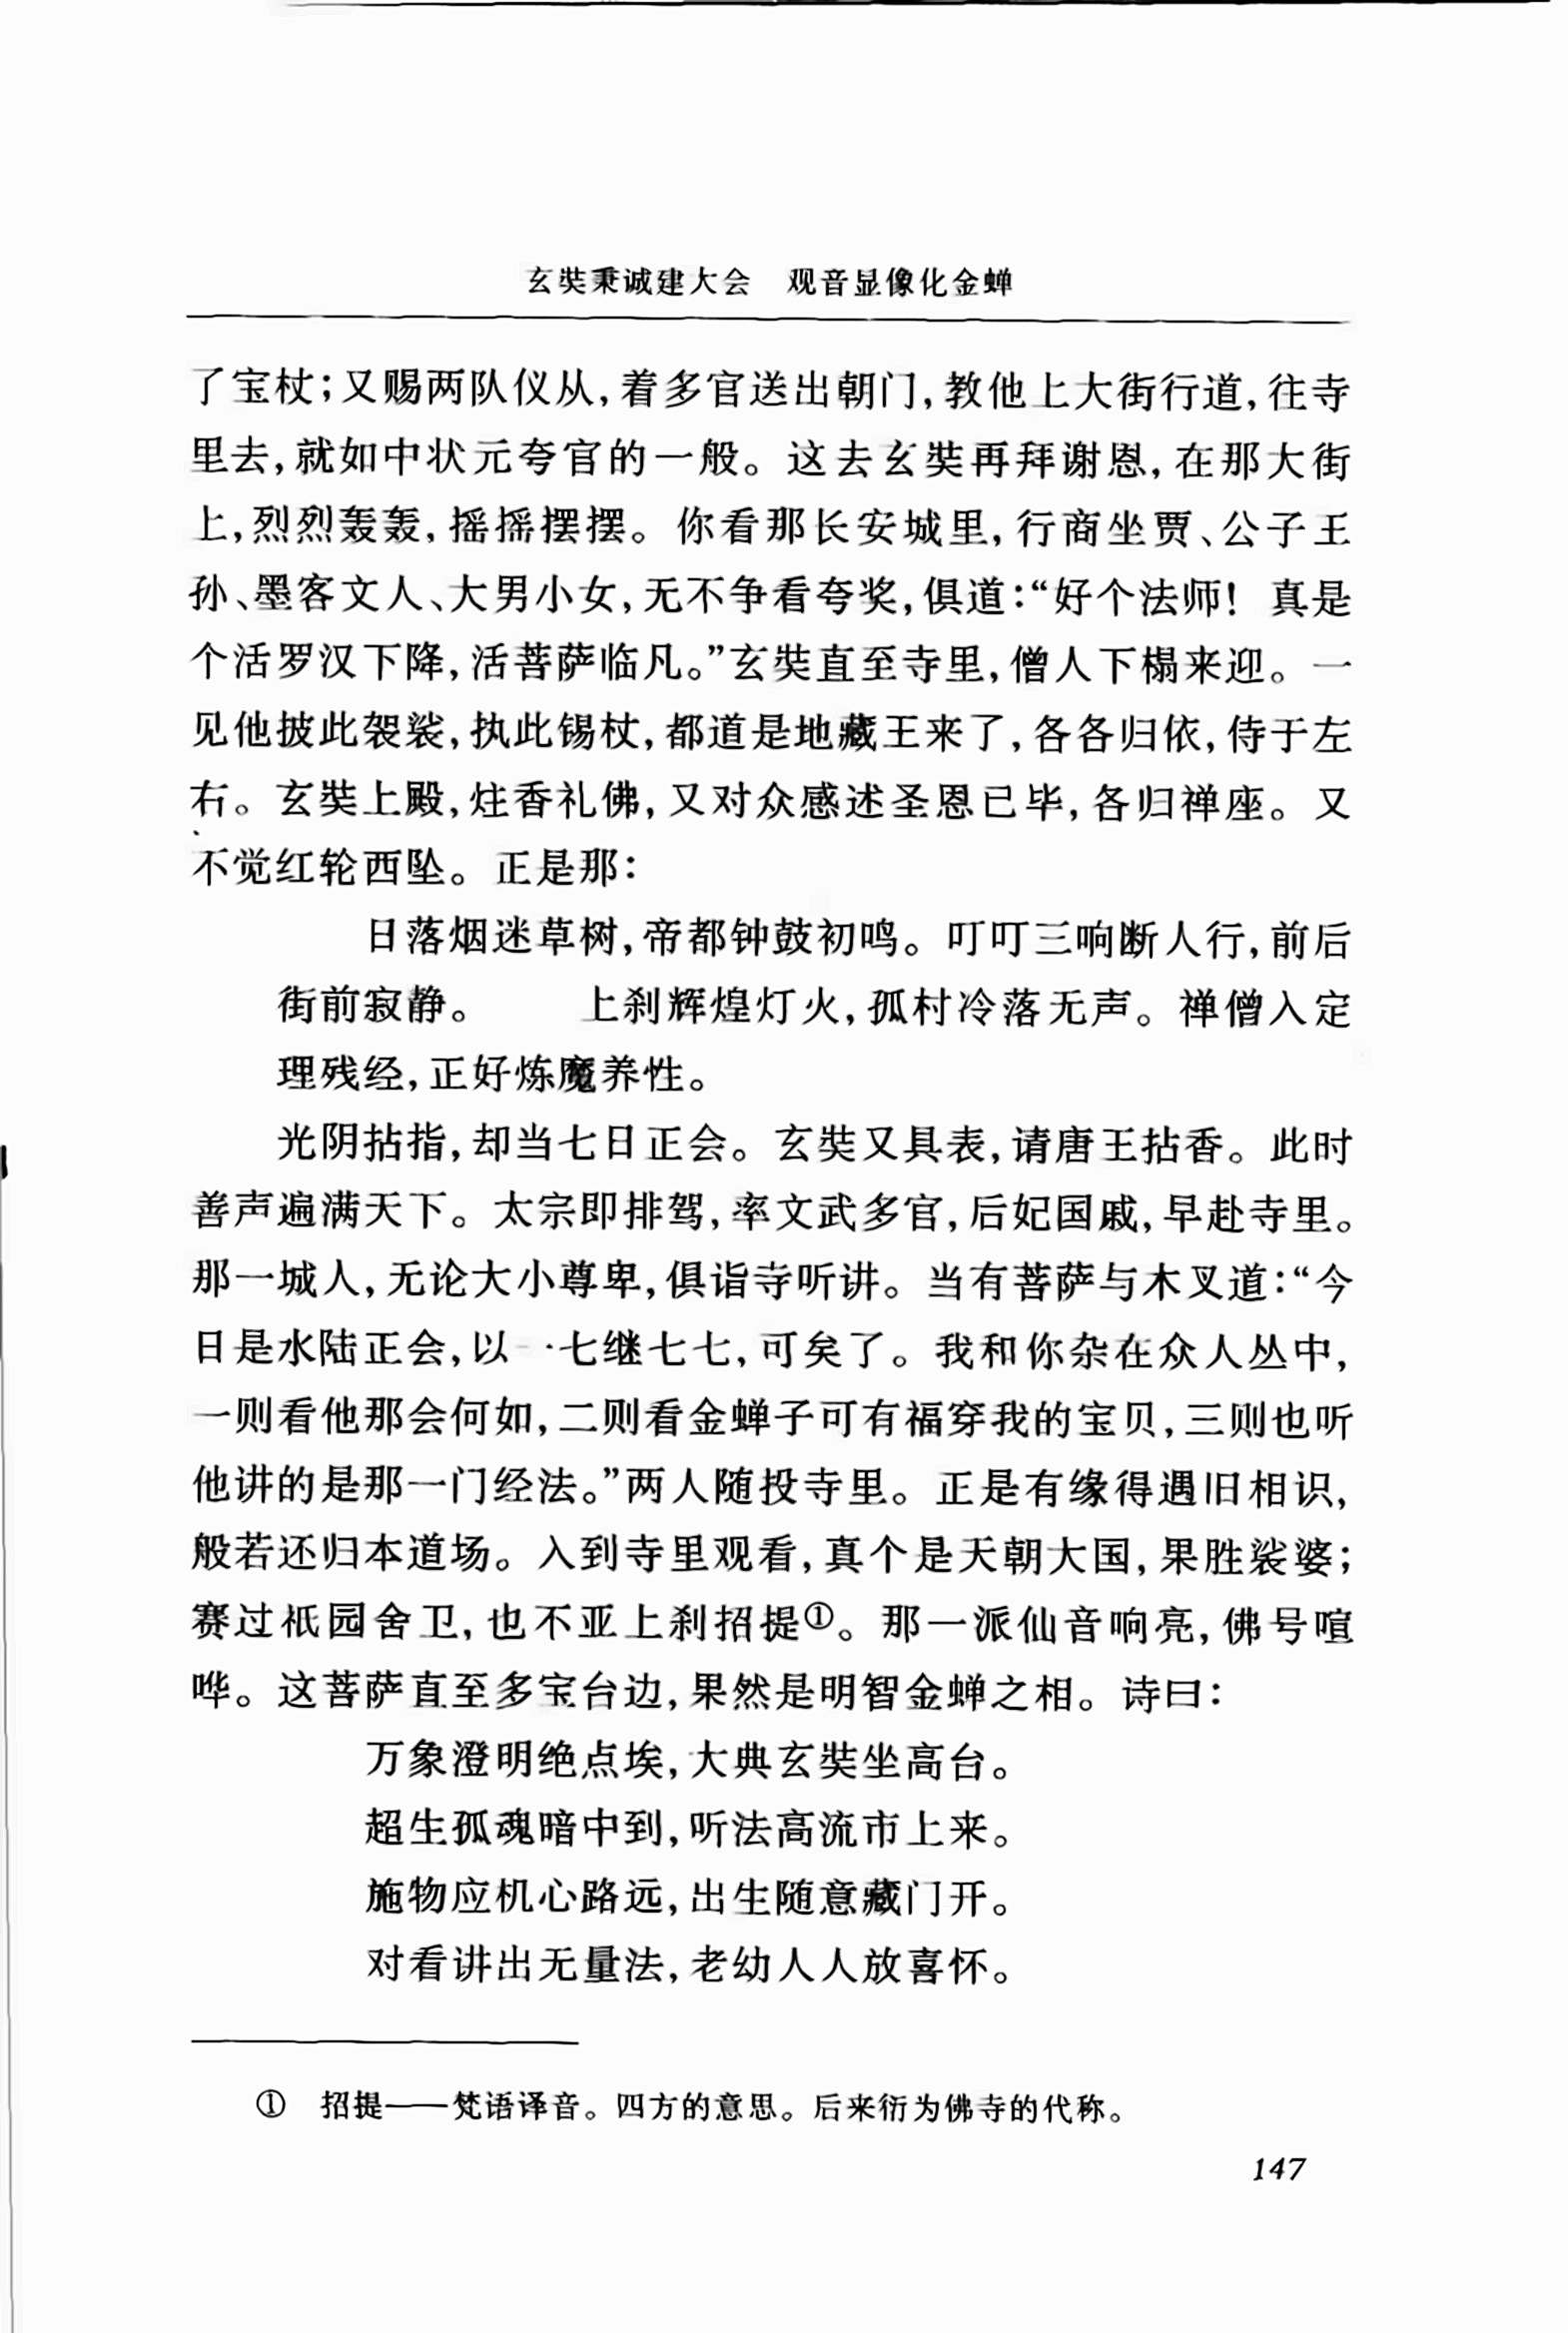 玄奘秉诚建大会　观音显像化金蝉
了宝杖；又赐两队仪从，着多官送出朝门，教他上大街行道，往寺
里去，就如中状元夸官的一般。这去玄奘再拜谢恩，在那大街
上，烈烈轰轰，摇摇摆摆。你看那长安城里，行商坐贾、公子王
孙、墨客文人、大男小女，无不争看夸奖，俱道：“好个法师！真是
个活罗汉下降，活菩萨临凡。”玄奘直至寺里，僧人下榻来迎。一
见他披此袈裟，执此锡杖，都道是地藏王来了，各各归依，侍于左
右。玄奘上殿，炷香礼佛，又对众感述圣恩已毕，各归禅座。又
不觉红轮西坠。正是那：
日落烟迷草树，帝都钟鼓初鸣。叮叮三响断人行，前后
街前寂静。　　上刹辉煌灯火，孤村冷落无声。禅僧入定
理残经，正好炼魔养性。
光阴拈指，却当七日正会。玄奘又具表，请唐王拈香。此时
善声遍满天下。太宗即排驾，率文武多官，后妃国戚，早赴寺里。
那一城人，无论大小尊卑，俱诣寺听讲。当有菩萨与木叉道：“今
日是水陆正会，以一七继七七，可矣了。我和你杂在众人丛中，
一则看他那会何如，二则看金蝉子可有福穿我的宝贝，三则也听
他讲的是那一门经法。”两人随投寺里。正是有缘得遇旧相识，
般若还归本道场。入到寺里观看，真个是天朝大国，果胜裟婆；
赛过祇园舍卫，也不亚上刹招提①。那一派仙音响亮，佛号喧
哗。这菩萨直至多宝台边，果然是明智金蝉之相。诗曰：
万象澄明绝点埃，大典玄奘坐高台。
超生孤魂暗中到，听法高流市上来。
施物应机心路远，出生随意藏门开。
对看讲出无量法，老幼人人放喜怀。
①　招提——梵语译音。四方的意思。后来衍为佛寺的代称。
147